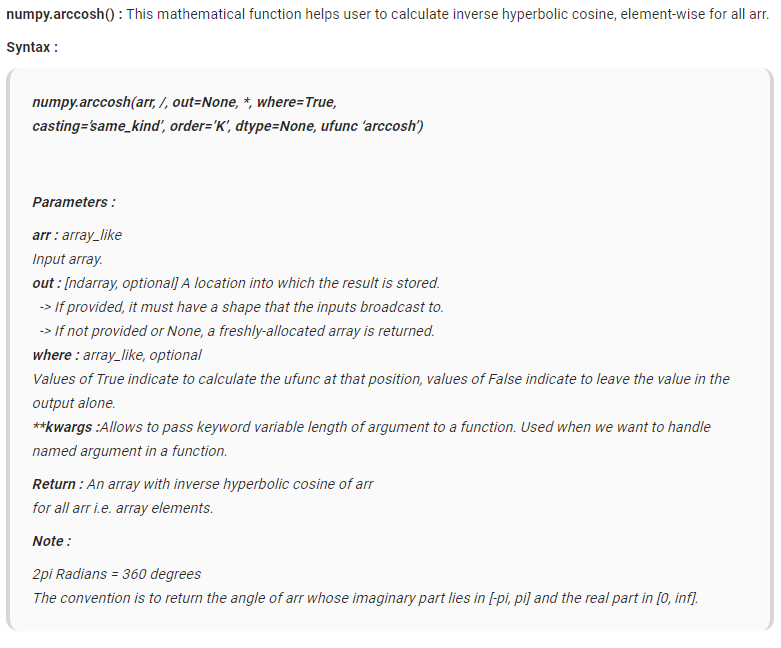 numpy.arccosh() : This mathematical function helps user to calculate inverse hyperbolic cosine, element-wise for all arr.
Syntax :
numpy.arccosh(arr, /, out=None, *, where=True,
casting=’same_kind’, order=’K’, dtype=None, ufunc ‘arccosh’)
Parameters :
arr : array_like
Input array.
out : [ndarray, optional] A location into which the result is stored.
-> If provided, it must have a shape that the inputs broadcast to.
-> If not provided or None, a freshly-allocated array is returned.
where : array_like, optional
Values of True indicate to calculate the ufunc at that position, values of False indicate to leave the value in the
output alone.
**kwargs :Allows to pass keyword variable length of argument to a function. Used when we want to handle
named argument in a function.
Return : An array with inverse hyperbolic cosine of arr
for all arr i.e. array elements.
Note :
2pi Radians = 360 degrees
The convention is to return the angle of arr whose imaginary part lies in [-pi, pi] and the real part in [0, inf].